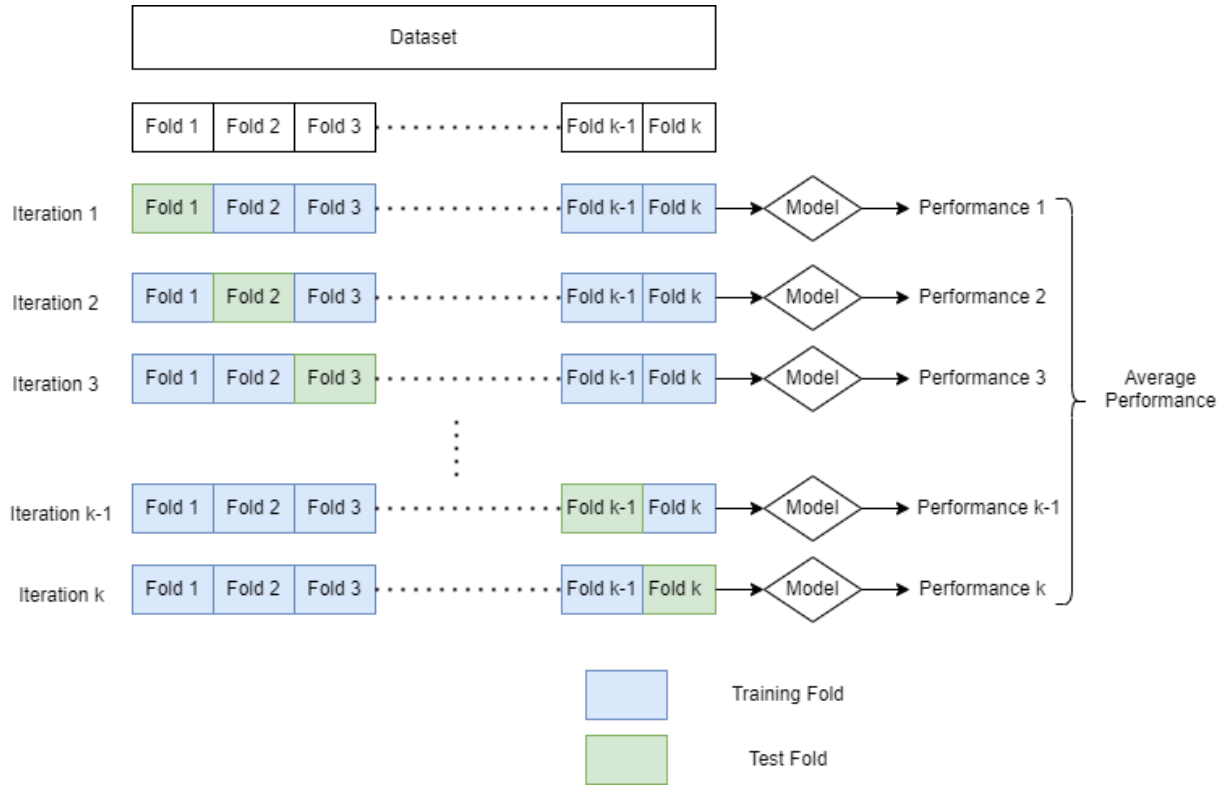 Dataset
Fold 1 Fold 2 Fold 3 Fold k-1 Fold k
Iteration 1 Fold 1 Fold 2 Fold 3 Fold k-1 Fold k Model Performance 1
Iteration 2 Fold 1 Fold 2 Fold 3 Fold k-1 Fold k Model Performance 2
Iteration 3 Fold 1 Fold 2 Fold 3 Fold k-1 Fold k Model Performance 3
Average
Performance
Iteration k-1 Fold 1 Fold 2 Fold 3 Fold k-1 Fold k Model Performance k-1
Iteration k Fold 1 Fold 2 Fold 3 Fold k-1 Fold k Model Performance k
Training Fold
Test Fold